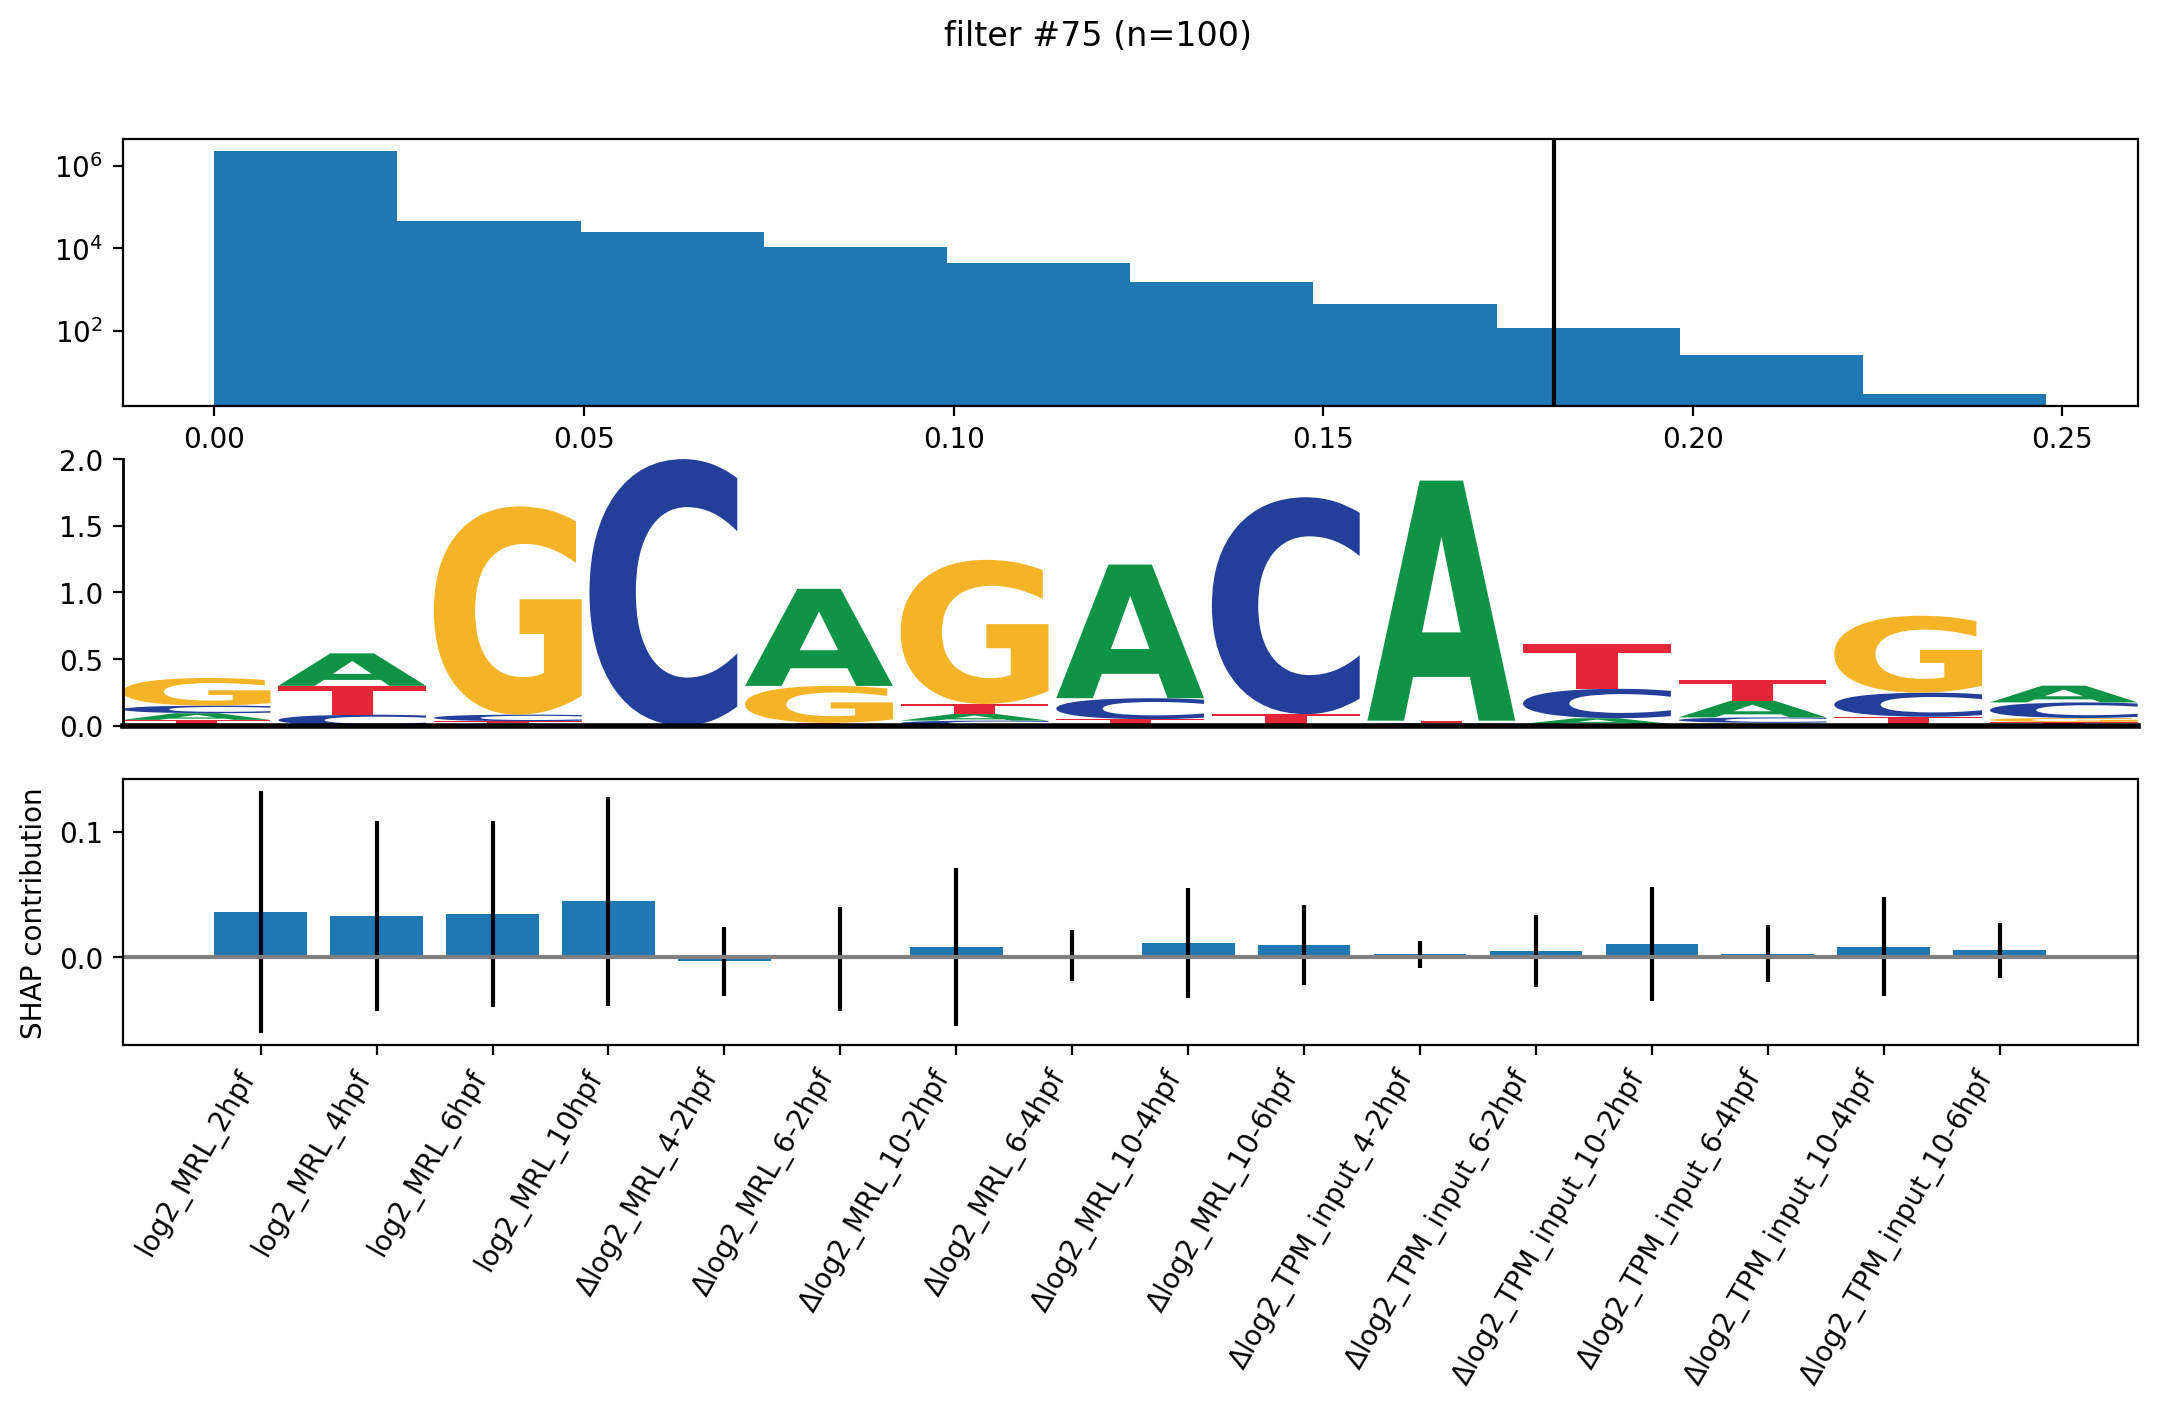 filter #75 (n=100)
10⁶
10⁴
10²
0.00 0.05 0.10 0.15 0.20 0.25
2.0
1.5
1.0
0.5
0.0
G A G C A G A C A T T G A
SHAP contribution
0.1
0.0
log2_MRL_2hpf
log2_MRL_4hpf
log2_MRL_6hpf
log2_MRL_10hpf
Δlog2_MRL_4-2hpf
Δlog2_MRL_6-2hpf
Δlog2_MRL_10-2hpf
Δlog2_MRL_6-4hpf
Δlog2_MRL_10-4hpf
Δlog2_MRL_10-6hpf
Δlog2_TPM_input_4-2hpf
Δlog2_TPM_input_6-2hpf
Δlog2_TPM_input_10-2hpf
Δlog2_TPM_input_6-4hpf
Δlog2_TPM_input_10-4hpf
Δlog2_TPM_input_10-6hpf